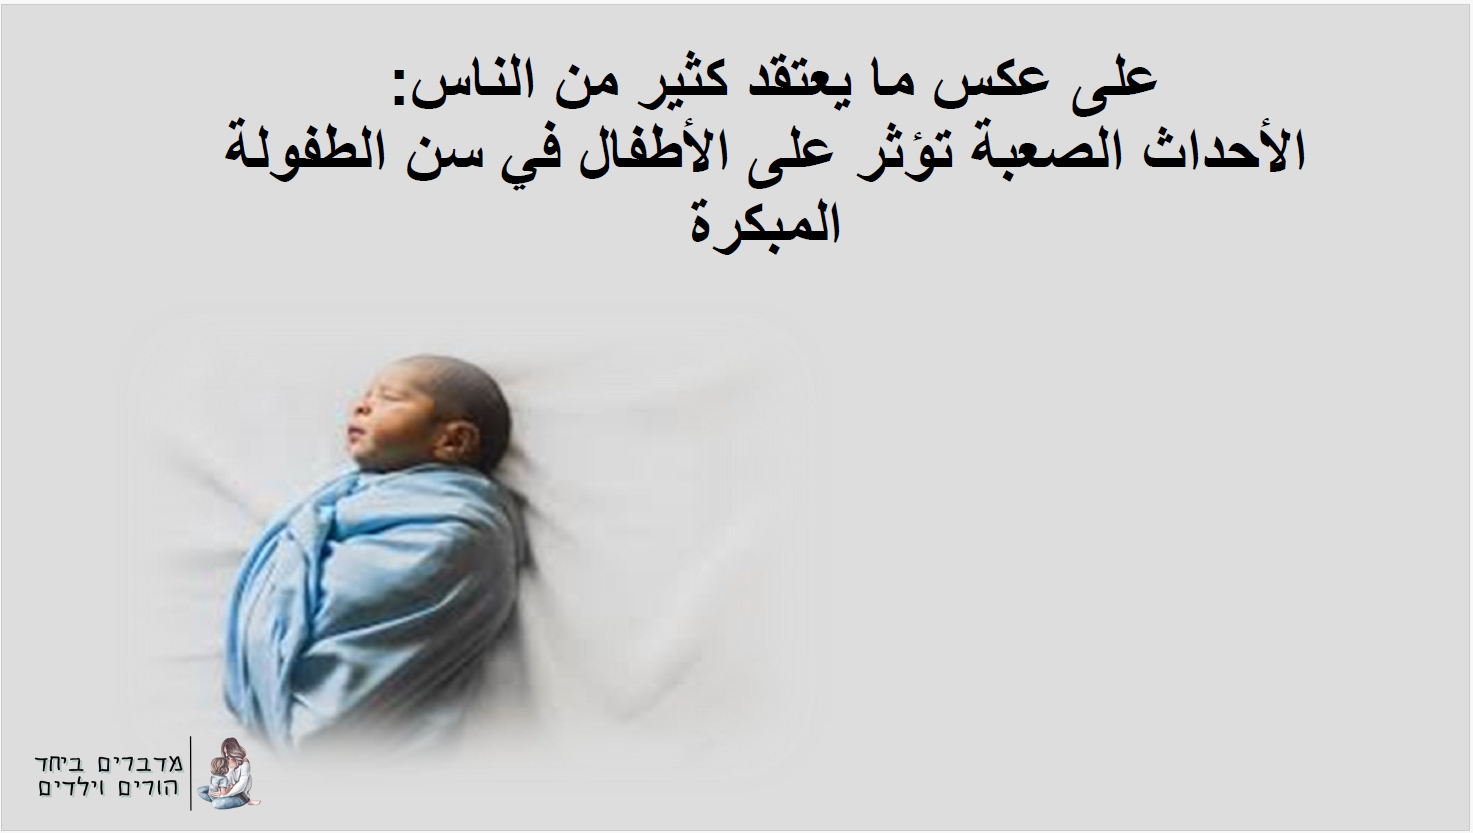 على عكس ما يعتقد كثير من الناس:
الأحداث الصعبة تؤثر على الأطفال في سن الطفولة
المبكرة
מדברים ביחד
הורים וילדים